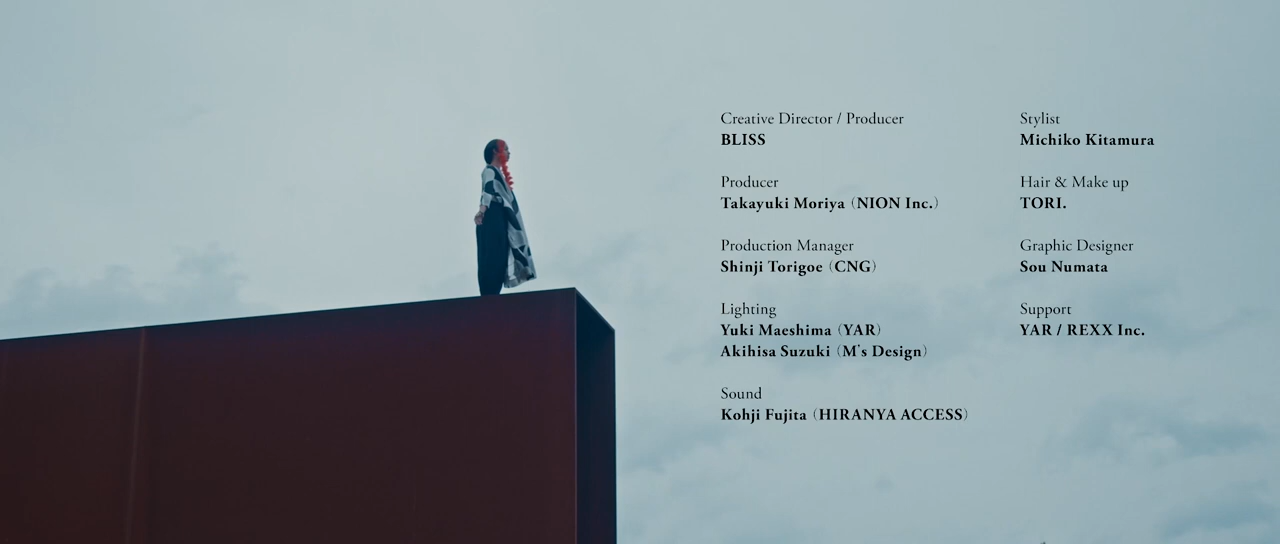 Creative Director / Producer
BLISS
Producer
Takayuki Moriya（NION Inc.）
Production Manager
Shinji Torigoe（CNG）
Lighting
Yuki Maeshima（YAR）
Akihisa Suzuki（M's Design）
Sound
Kohji Fujita（HIRANYA ACCESS）
Stylist
Michiko Kitamura
Hair & Make up
TORI.
Graphic Designer
Sou Numata
Support
YAR / REXX Inc.